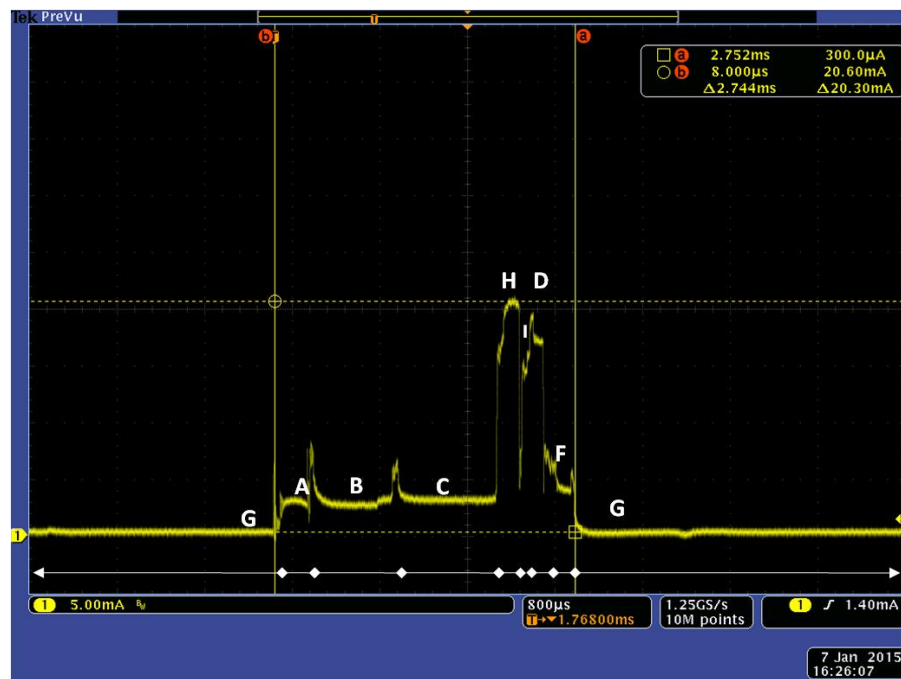 Tek PreVu
T
b T a
a 2.752ms 300.0µA
b 8.000µs 20.60mA
Δ2.744ms Δ20.30mA
H D
I
F
A B C
G G
1
1 5.00mA BW 800µs 1.25GS/s 1 1.40mA
T→▼1.76800ms 10M points
7 Jan 2015
16:26:07